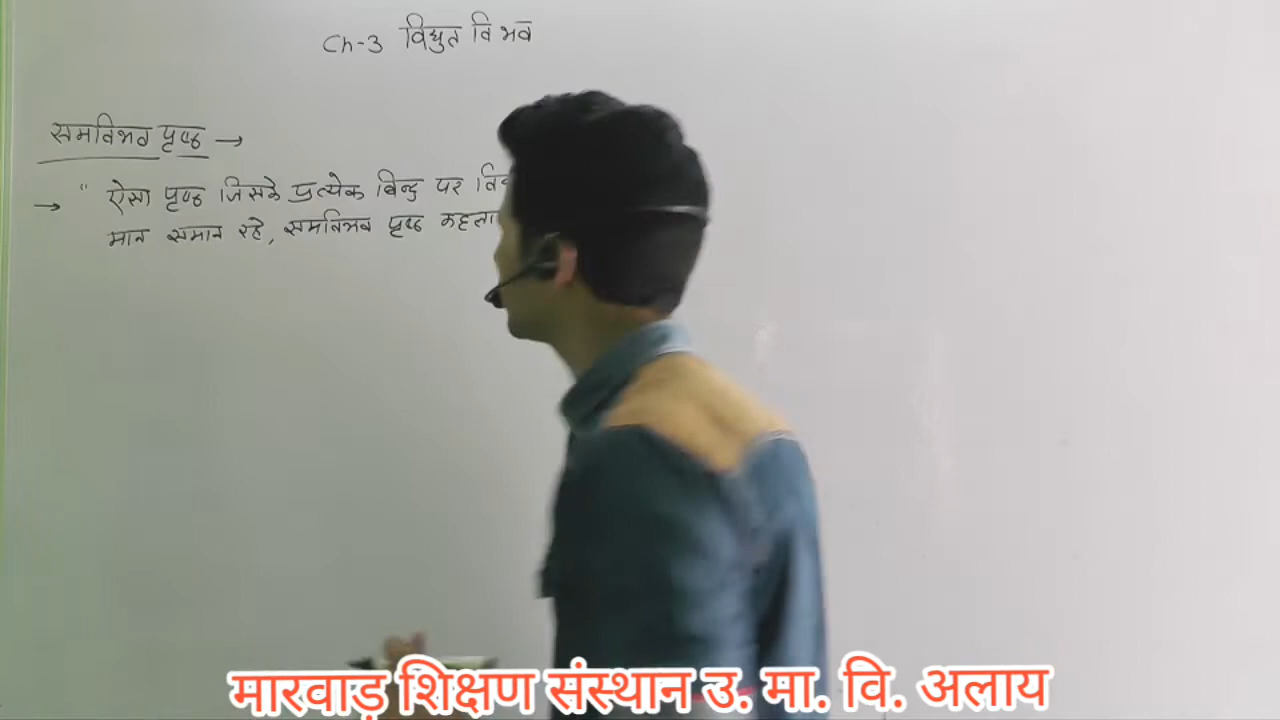 Ch-3 विद्युत विभव
समविभव पृष्ठ →
→ " ऐसा पृष्ठ जिसके प्रत्येक बिन्दु पर
मान समान रहे, समविभव पृष्ठ
मारवाड़ शिक्षण संस्थान उ. मा. वि. अलाय